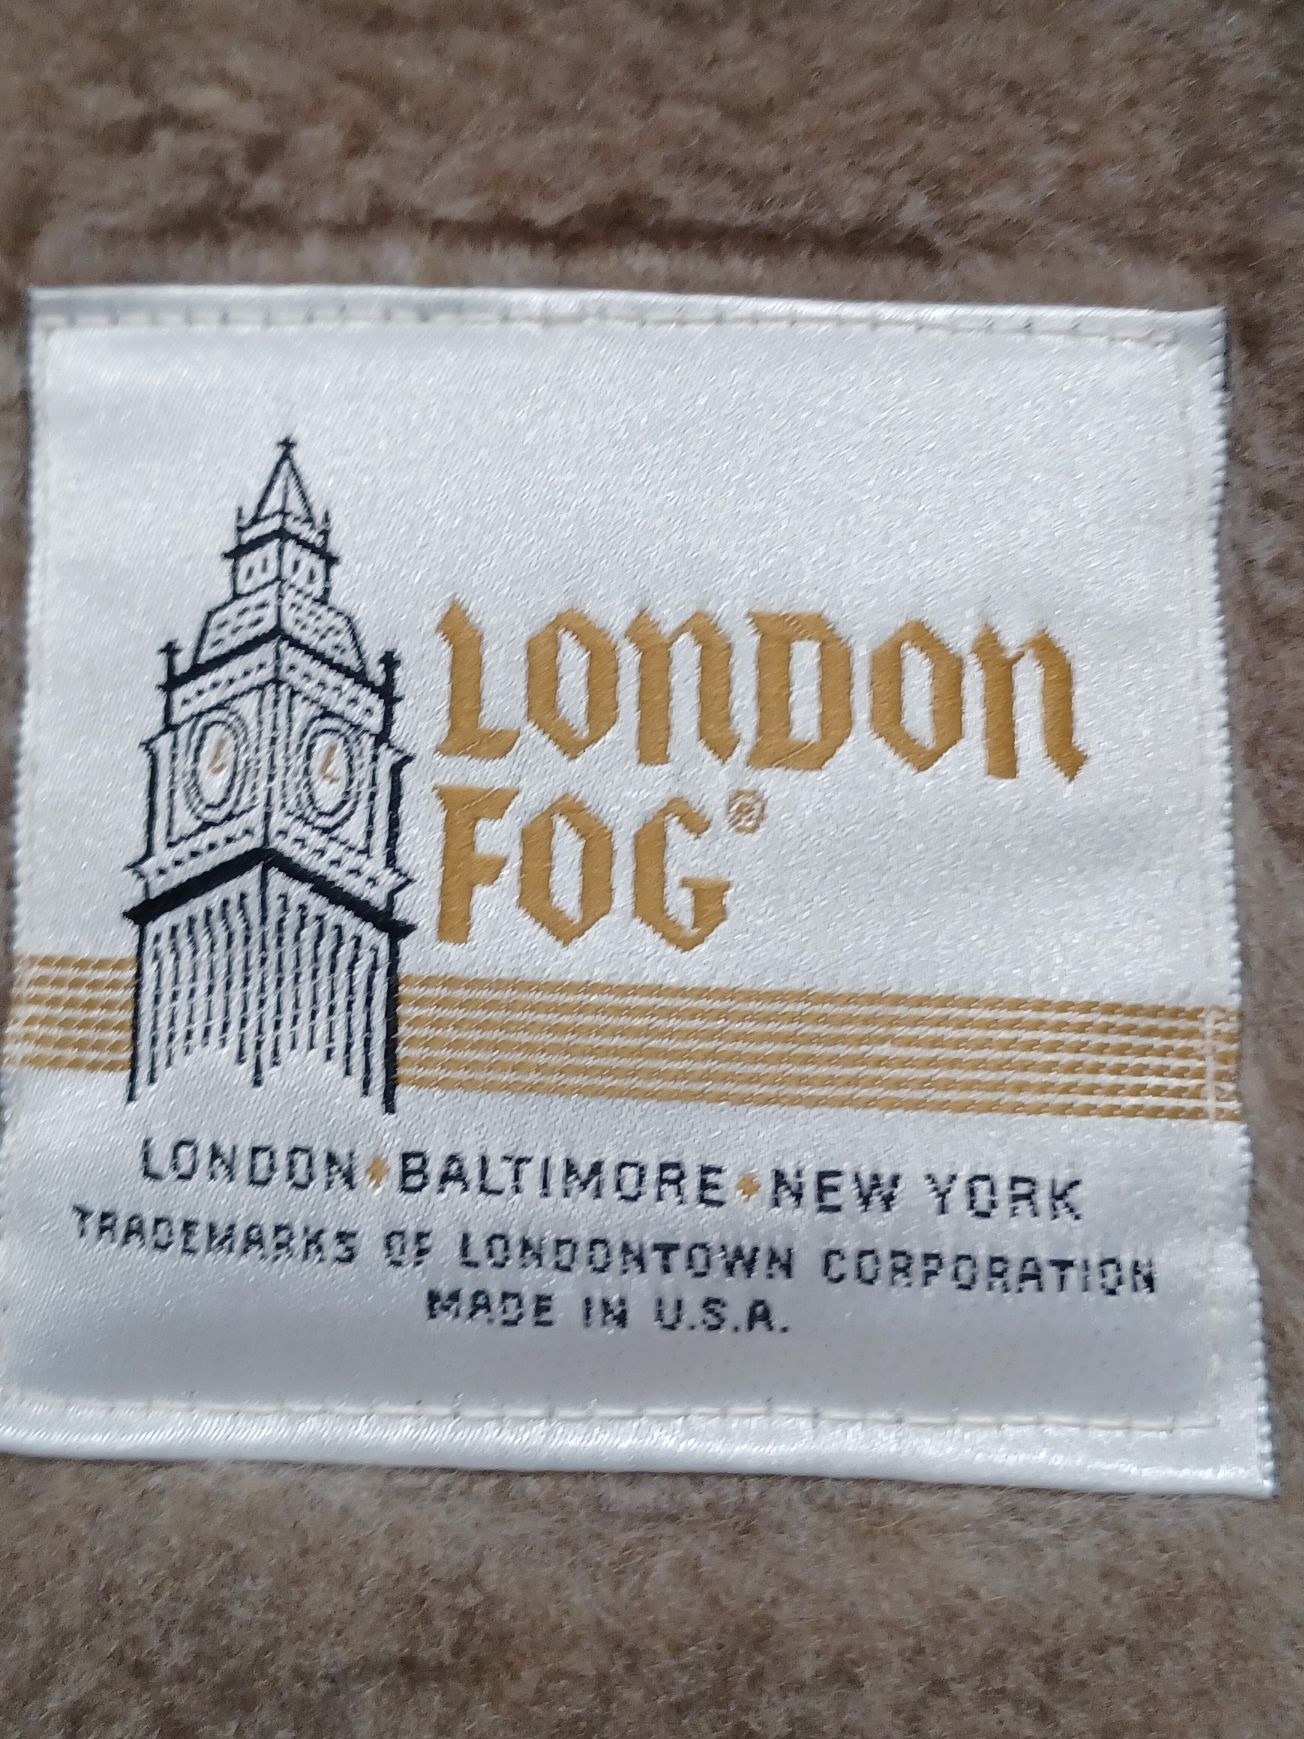 LONDON
FOG®
LONDON • BALTIMORE • NEW YORK
TRADEMARKS OF LONDONTOWN CORPORATION
MADE IN U.S.A.